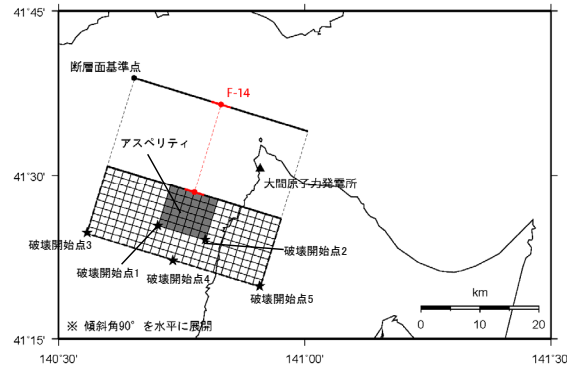 41°45'
断層面基準点
F-14
アスペリティ
41°30'
大間原子力発電所
破壊開始点3
破壊開始点1
破壊開始点4
破壊開始点2
破壊開始点5
km
0 10 20
※ 傾斜角90°を水平に展開
41°15'
140°30' 141°00' 141°30'